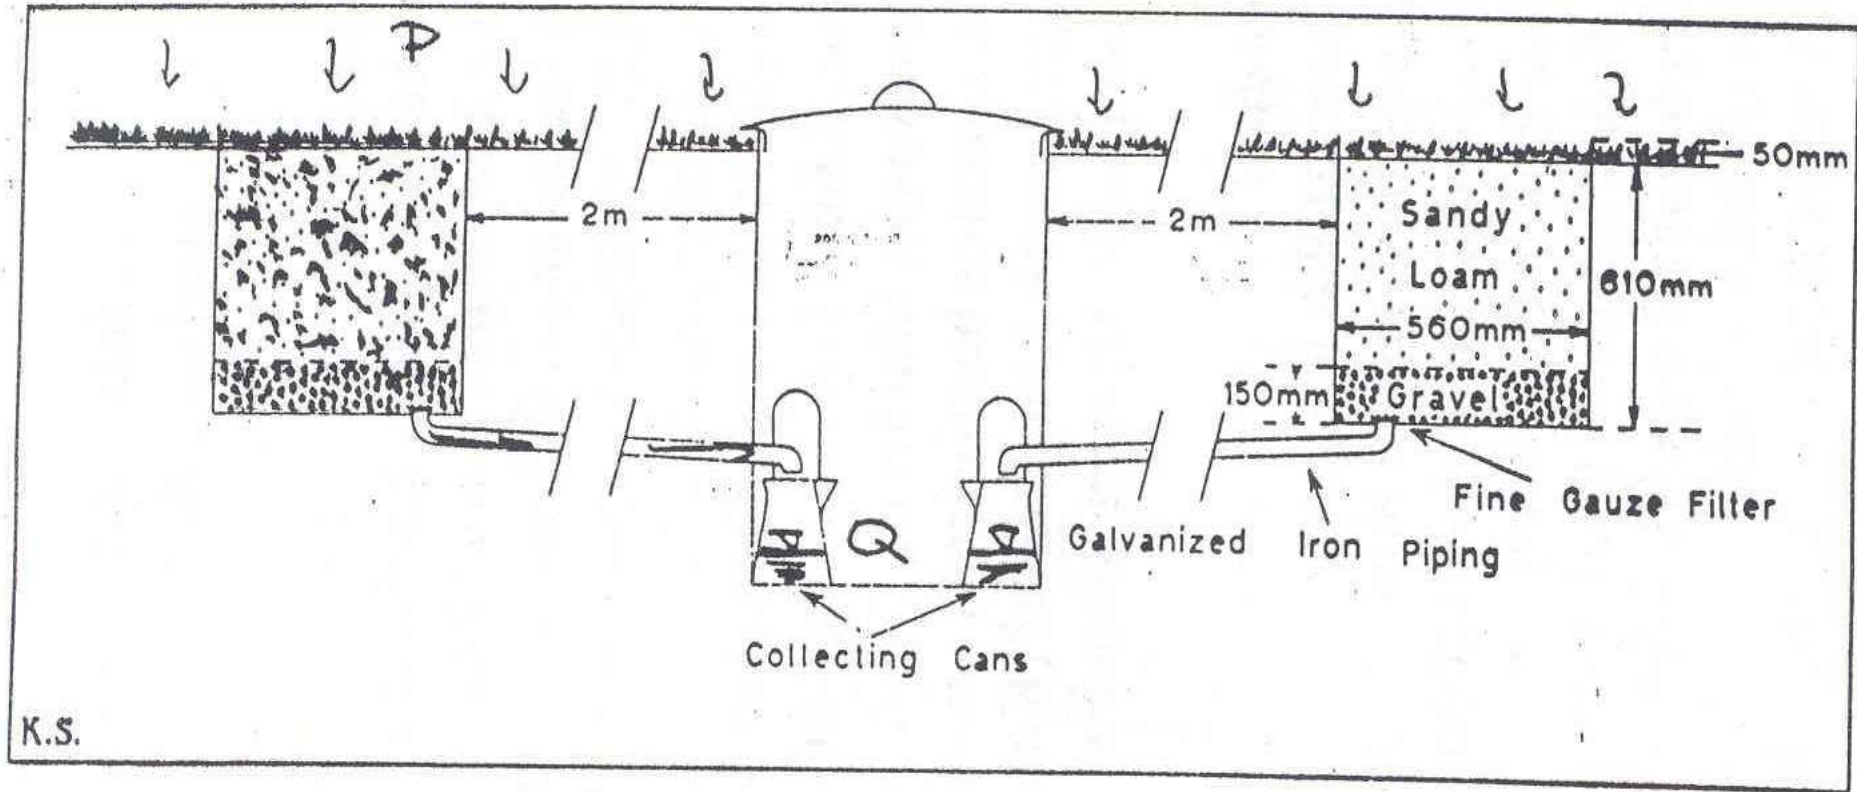 P
50mm
2m
2m
Sandy
Loam
610mm
560mm
150mm
Gravel
Q
Fine Gauze Filter
Galvanized Iron Piping
Collecting Cans
K.S.